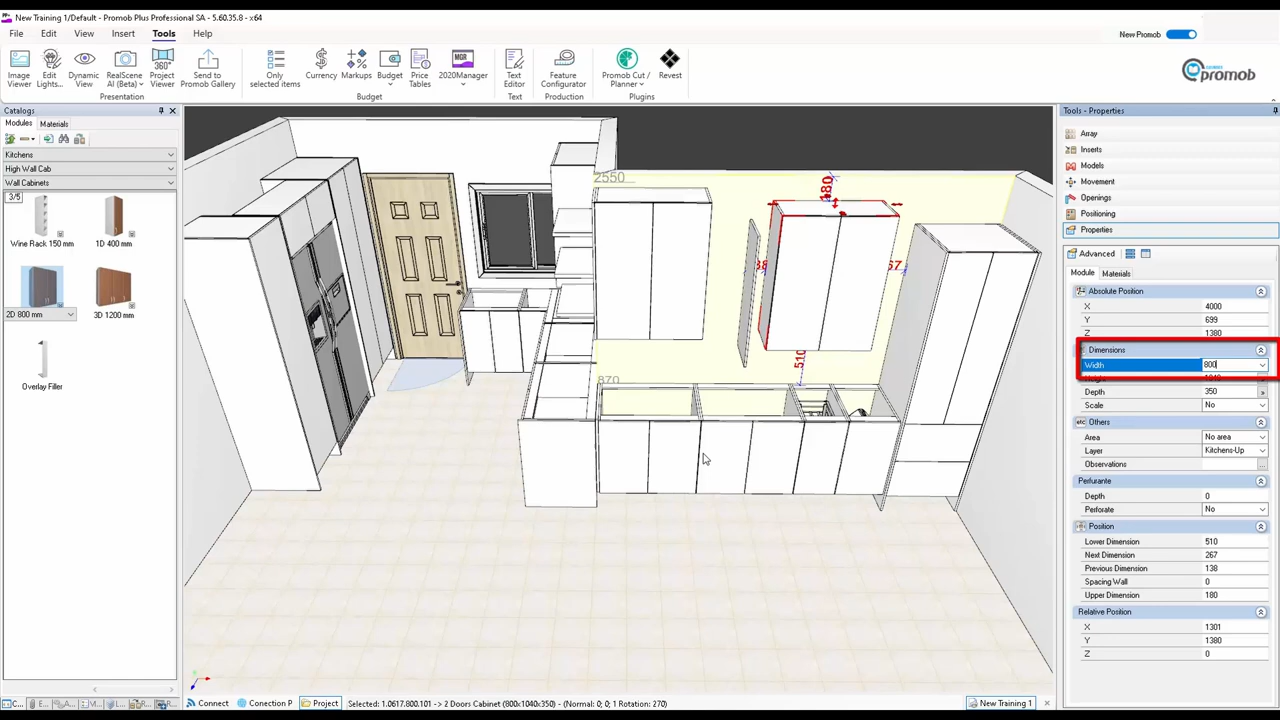 New Training 1/Default - Promob Plus Professional SA - 5.60.35.8 - x64
File Edit View Insert Tools Help
New Promob
Image Viewer
Edit Lights...
Dynamic View
RealScene AI (Beta)
Project Viewer
Send to Promob Gallery
Only selected items
Currency
Markups
Budget
Price Tables
2020Manager
Text Editor
Feature Configurator
Promob Cut / Planner
Revest
Presentation
Budget
Text
Production
Plugins
promob
Catalogs
Modules Materials
Kitchens
High Wall Cab
Wall Cabinets
3/5
Wine Rack 150 mm
1D 400 mm
2D 800 mm
3D 1200 mm
Overlay Filler
2550
180
67
510
870
Tools - Properties
Array
Inserts
Models
Movement
Openings
Positioning
Properties
Advanced
Module Materials
Absolute Position
X 4000
Y 699
Z 1380
Dimensions
Width 800
Height 1040
Depth 350
Scale No
Others
Area No area
Layer Kitchens-Up
Observations
Perfurante
Depth 0
Perforate No
Position
Lower Dimension 510
Next Dimension 267
Previous Dimension 138
Spacing Wall 0
Upper Dimension 180
Relative Position
X 1301
Y 1380
Z 0
Connect Conection P Project Selected: 1.0617.800.101 -> 2 Doors Cabinet (800x1040x350) - (Normal: 0; 0; 1 Rotation: 270) New Training 1